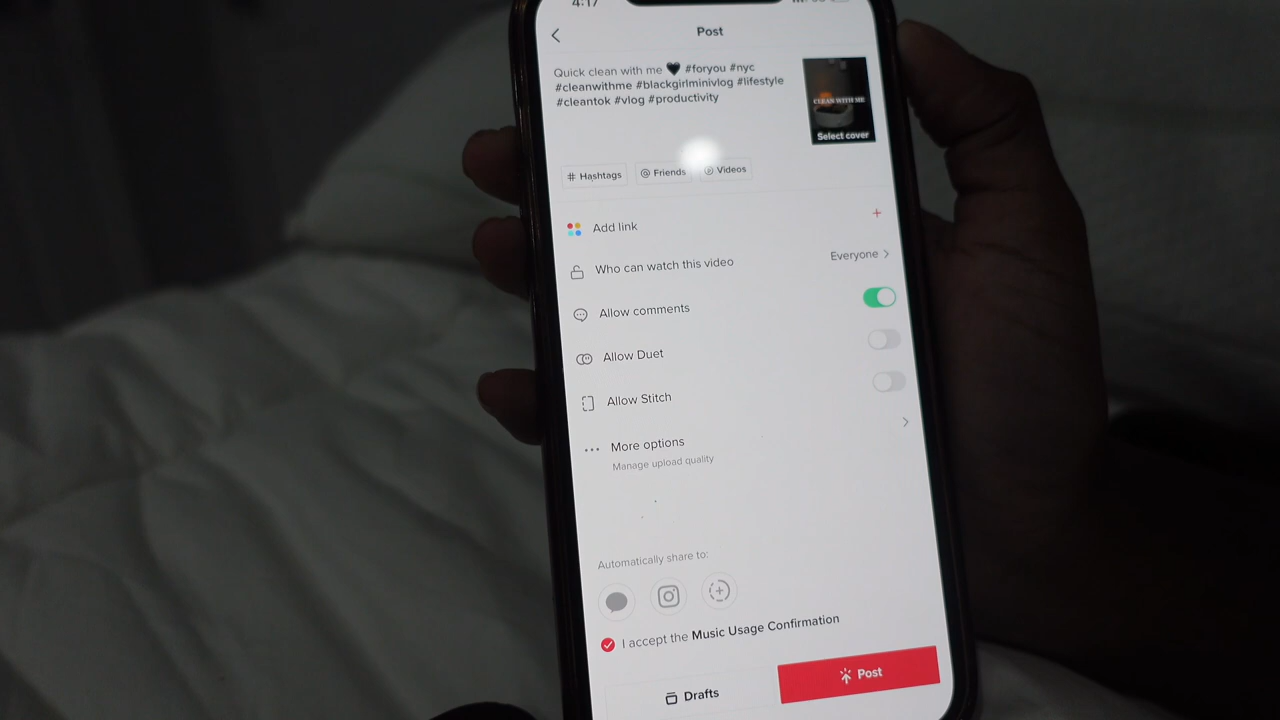 4:17
Post
Quick clean with me 🖤 #foryou #nyc
#cleanwithme #blackgirlminivlog #lifestyle
#cleantok #vlog #productivity
CLEAN WITH ME
Select cover
# Hashtags
@ Friends
Videos
Add link
Who can watch this video
Everyone
Allow comments
Allow Duet
Allow Stitch
More options
Manage upload quality
Automatically share to:
I accept the Music Usage Confirmation
Drafts
Post